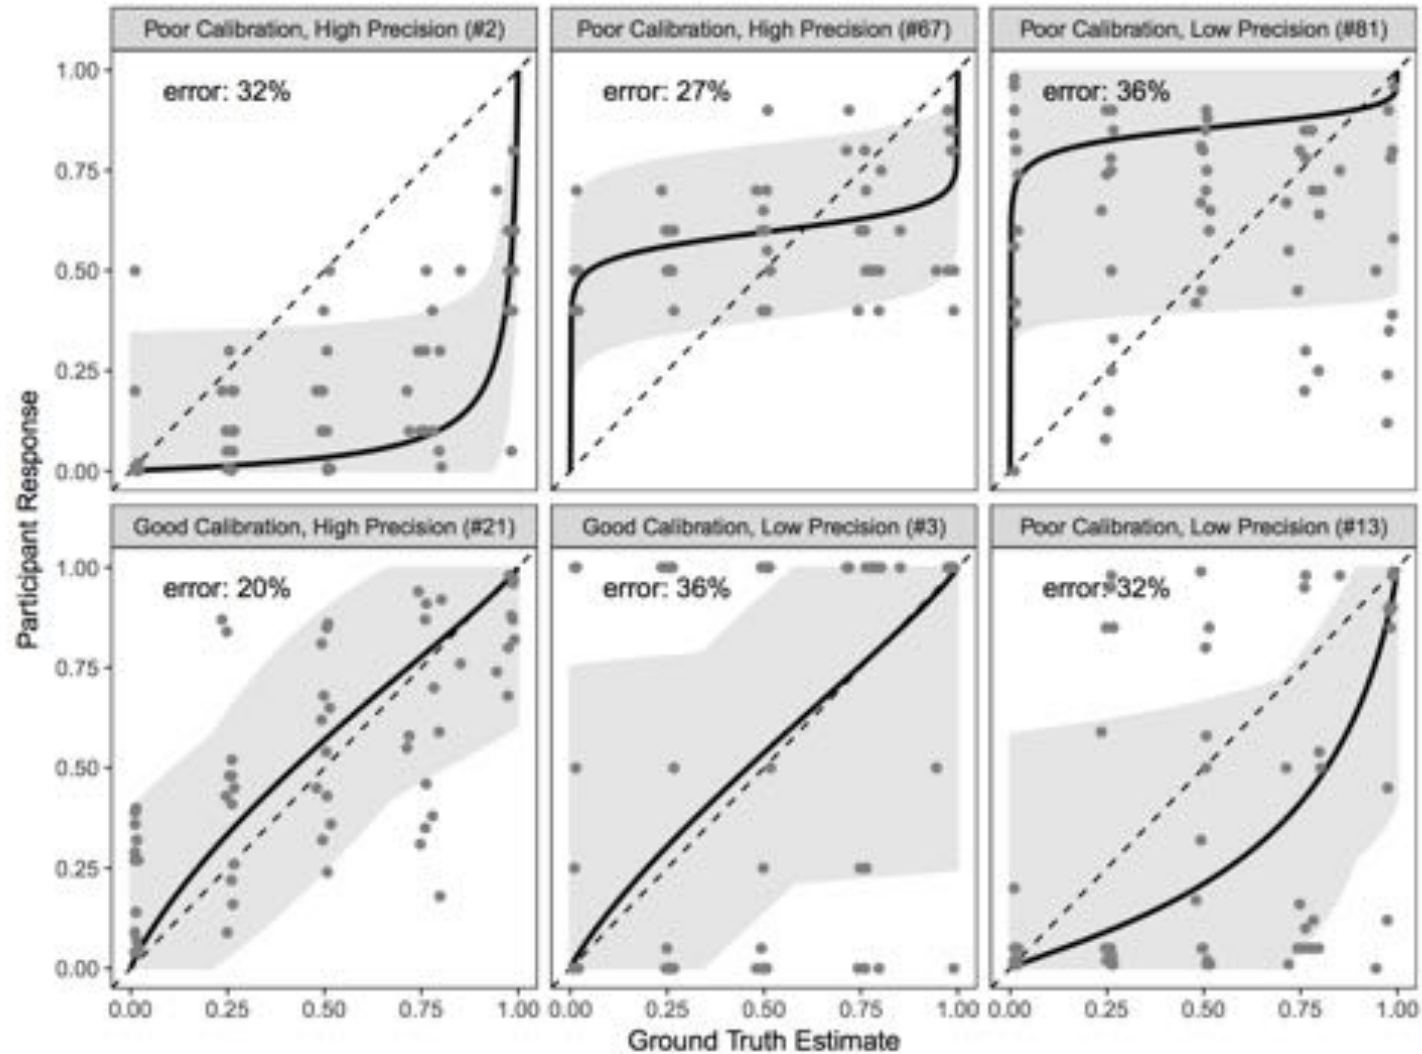 Poor Calibration, High Precision (#2)
Poor Calibration, High Precision (#67)
Poor Calibration, Low Precision (#81)
error: 32%
error: 27%
error: 36%
1.00
0.75
0.50
0.25
0.00
Participant Response
Good Calibration, High Precision (#21)
Good Calibration, Low Precision (#3)
Poor Calibration, Low Precision (#13)
error: 20%
error: 36%
error: 32%
1.00
0.75
0.50
0.25
0.00
0.00 0.25 0.50 0.75 1.00
0.00 0.25 0.50 0.75 1.00
0.00 0.25 0.50 0.75 1.00
Ground Truth Estimate